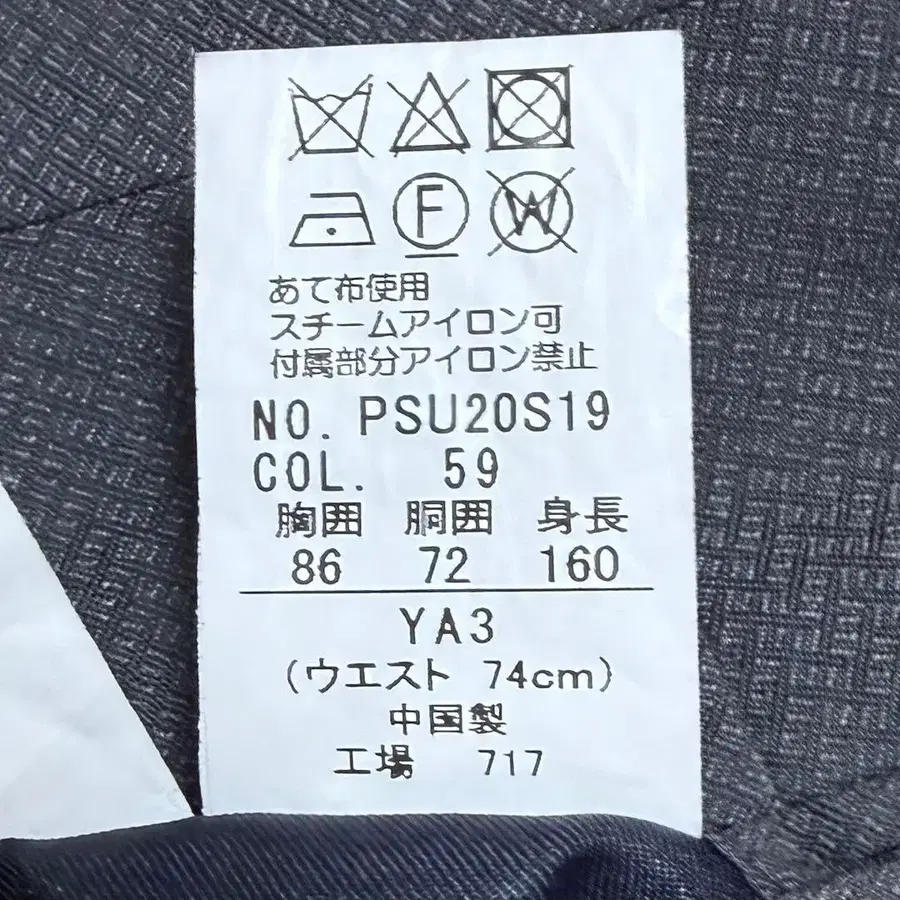 F W
あて布使用
スチームアイロン可
付属部分アイロン禁止
NO. PSU20S19
COL. 59
胸囲 胴囲 身長
86 72 160
YA3
(ウエスト 74cm)
中国製
工場 717